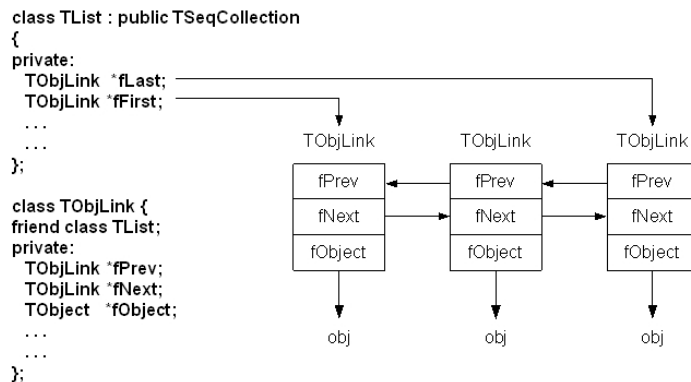 class TList : public TSeqCollection
{
private:
TObjLink *fLast;
TObjLink *fFirst;
. . .
. . .
};
class TObjLink {
friend class TList;
private:
TObjLink *fPrev;
TObjLink *fNext;
TObject *fObject;
. . .
. . .
};
TObjLink TObjLink TObjLink
fPrev fPrev fPrev
fNext fNext fNext
fObject fObject fObject
obj obj obj